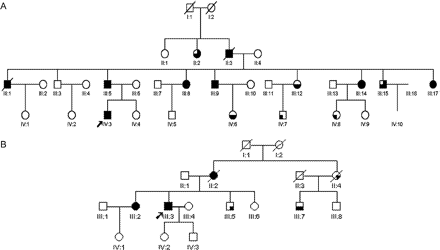 A
I:1 I:2
II:1 II:2 II:3 II:4
III:1 III:2 III:3 III:4 III:5 III:6 III:7 III:8 III:9 III:10 III:11 III:12 III:13 III:14 III:15 III:16 III:17
IV:1 IV:2 IV:3 IV:4 IV:5 IV:6 IV:7 IV:8 IV:9 IV:10
B
I:1 I:2
II:1 II:2 II:3 II:4
III:1 III:2 III:3 III:4 III:5 III:6 III:7 III:8
IV:1 IV:2 IV:3